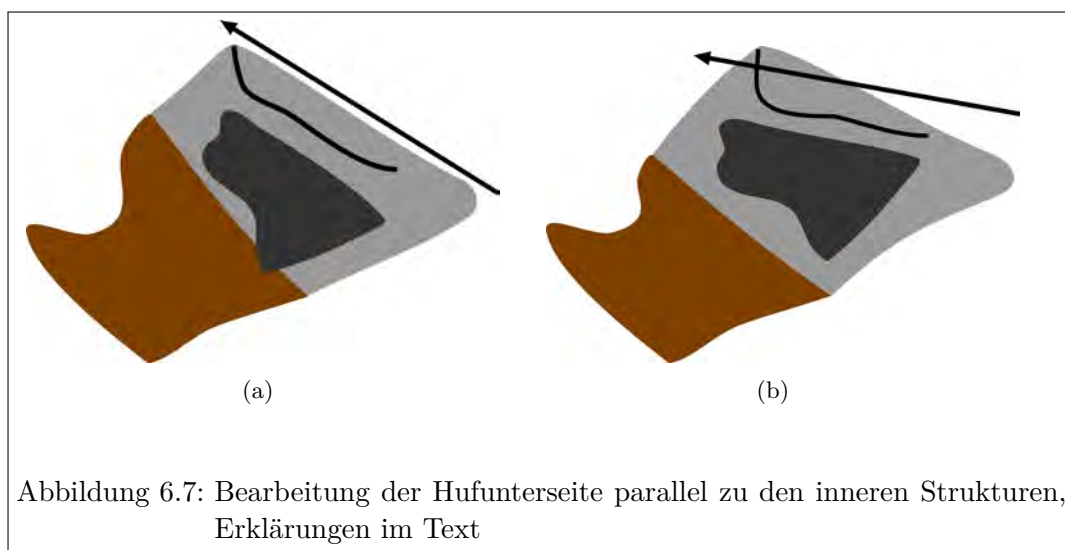 (a)
(b)
Abbildung 6.7: Bearbeitung der Hufunterseite parallel zu den inneren Strukturen,
Erklärungen im Text